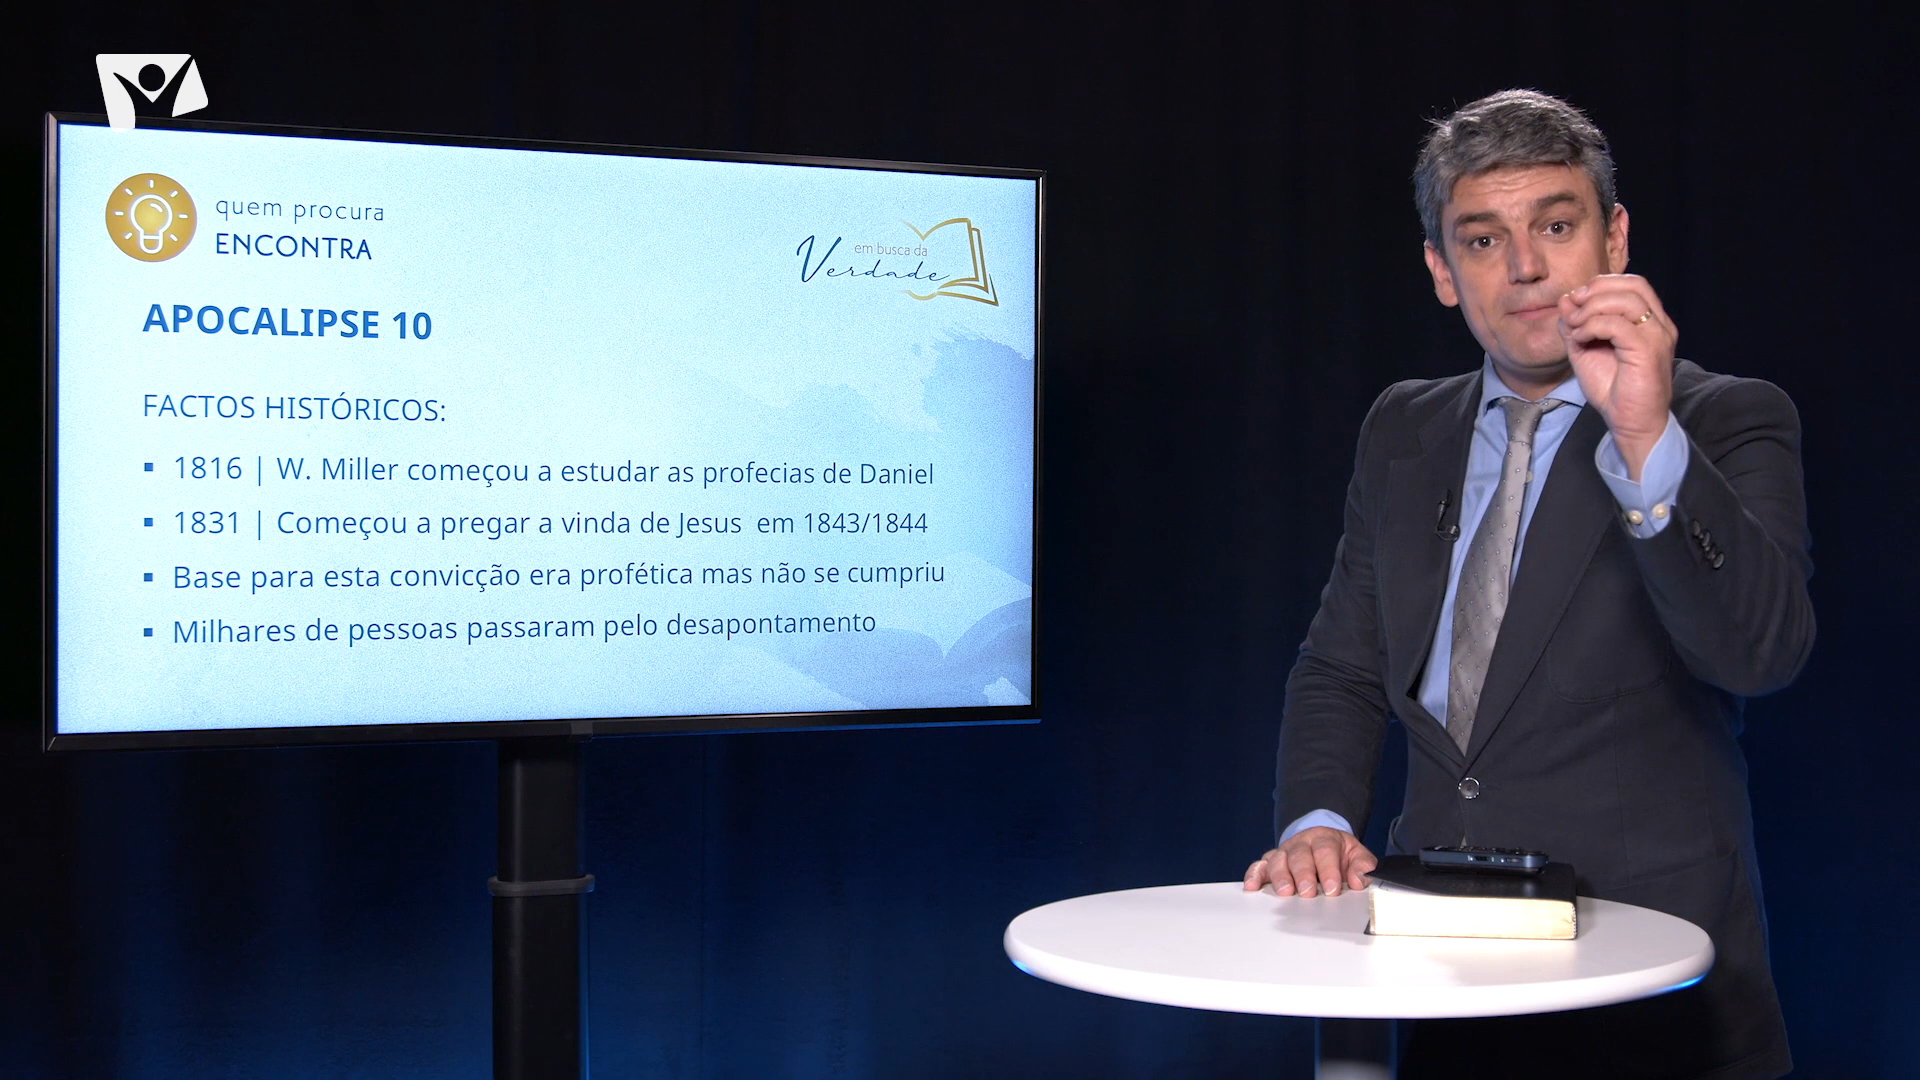 quem procura
ENCONTRA
em busca da
Verdade
APOCALIPSE 10
FACTOS HISTÓRICOS:
▪ 1816 | W. Miller começou a estudar as profecias de Daniel
▪ 1831 | Começou a pregar a vinda de Jesus em 1843/1844
▪ Base para esta convicção era profética mas não se cumpriu
▪ Milhares de pessoas passaram pelo desapontamento